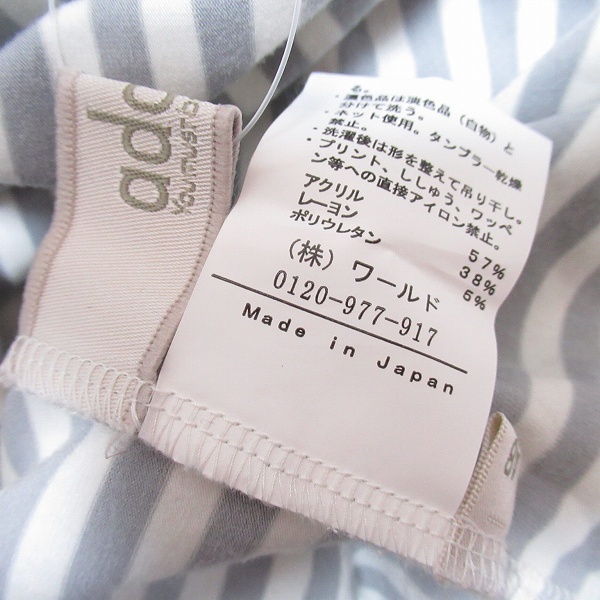 ado
you must c
る。
・濃色品は淡色品（白物）と
分けて洗う。
・ネット使用。タンブラー乾燥
禁止。
・洗濯後は形を整えて吊り干し。
・プリント、ししゅう、ワッペ
ン等への直接アイロン禁止。
アクリル 57%
レーヨン 38%
ポリウレタン 5%
（株）ワールド
0120-977-917
Made in Japan